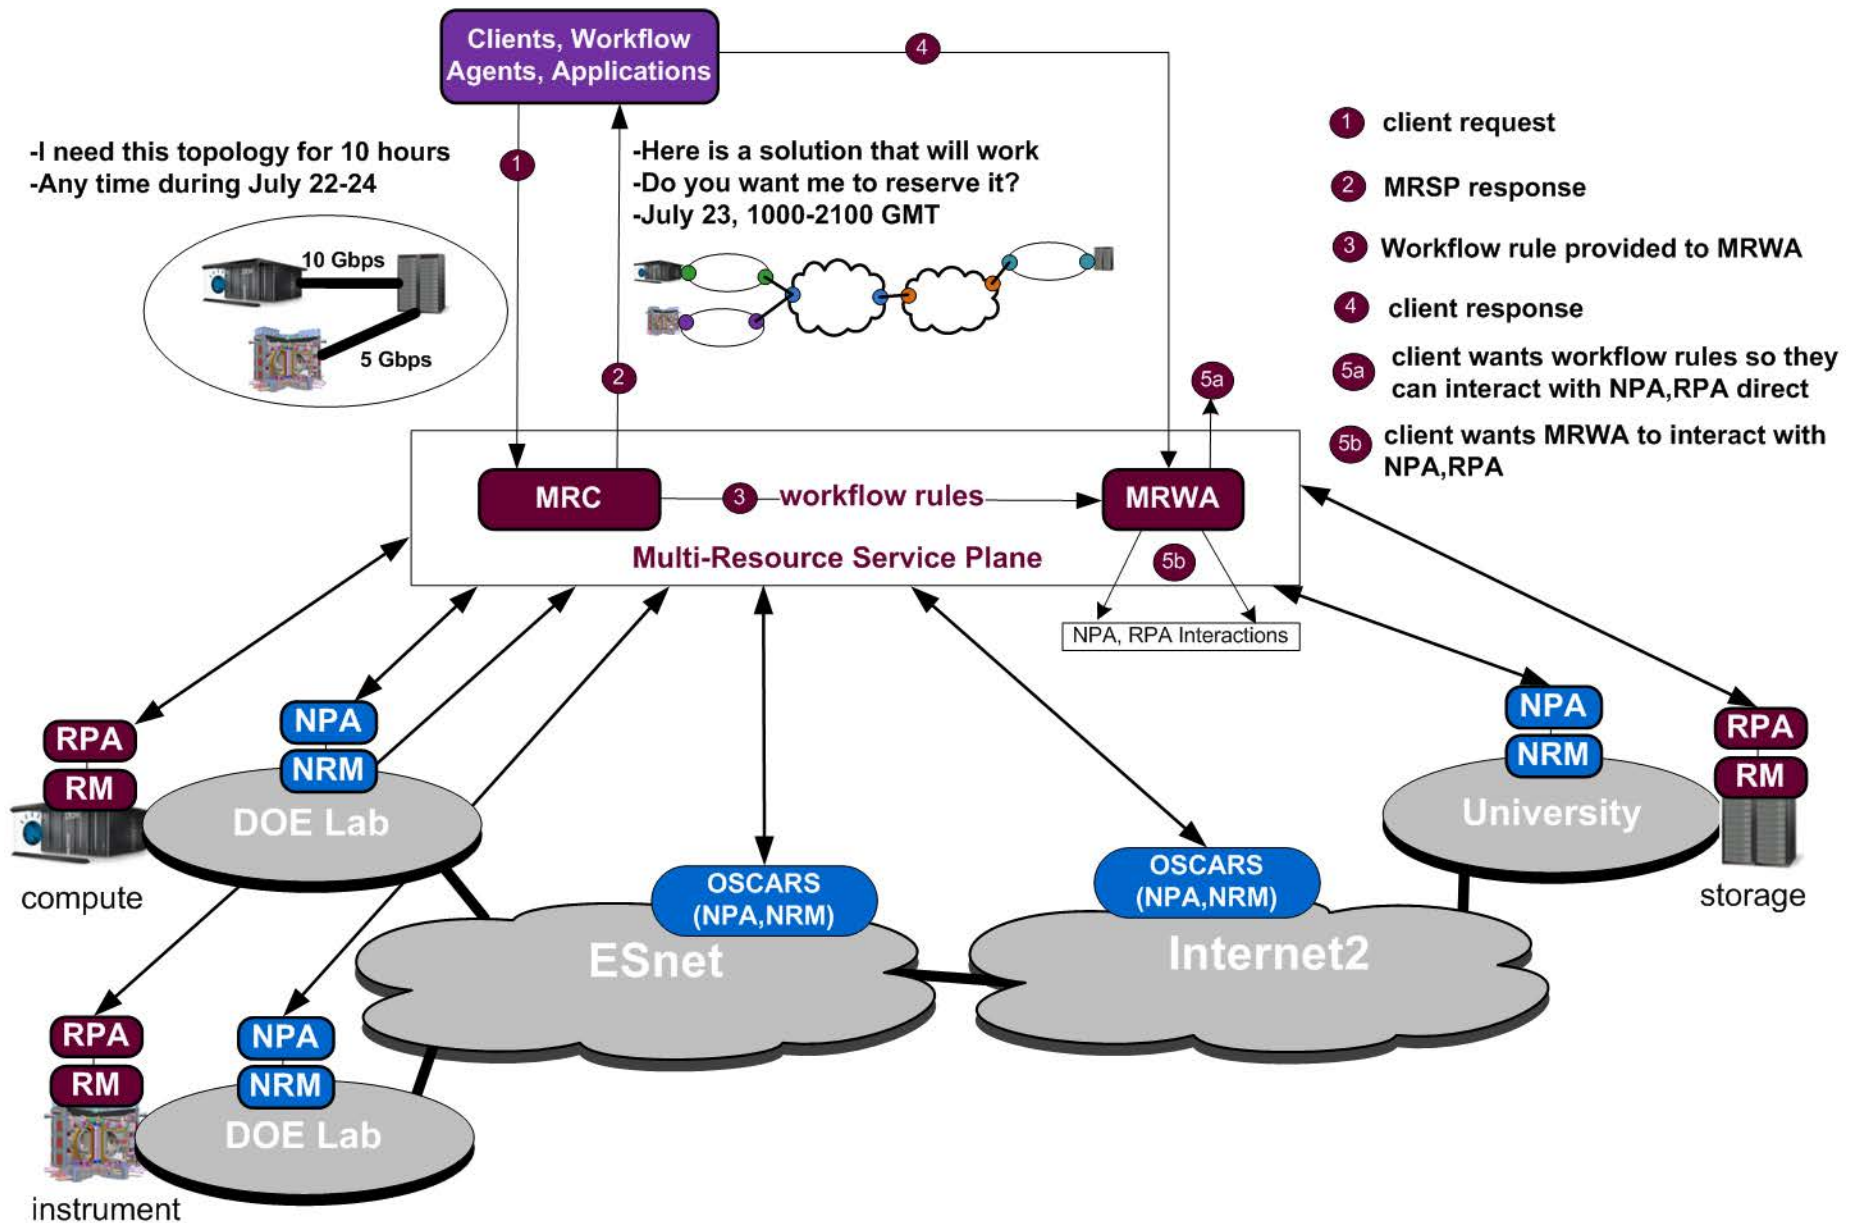 Clients, Workflow
Agents, Applications
4
-I need this topology for 10 hours
-Any time during July 22-24
1
-Here is a solution that will work
-Do you want me to reserve it?
-July 23, 1000-2100 GMT
10 Gbps
5 Gbps
2
5a
1 client request
2 MRSP response
3 Workflow rule provided to MRWA
4 client response
5a client wants workflow rules so they
can interact with NPA,RPA direct
5b client wants MRWA to interact with
NPA,RPA
MRC
3
workflow rules
MRWA
Multi-Resource Service Plane
5b
NPA, RPA Interactions
RPA
RM
compute
NPA
NRM
DOE Lab
OSCARS
(NPA,NRM)
ESnet
OSCARS
(NPA,NRM)
Internet2
NPA
NRM
University
RPA
RM
storage
RPA
RM
instrument
NPA
NRM
DOE Lab